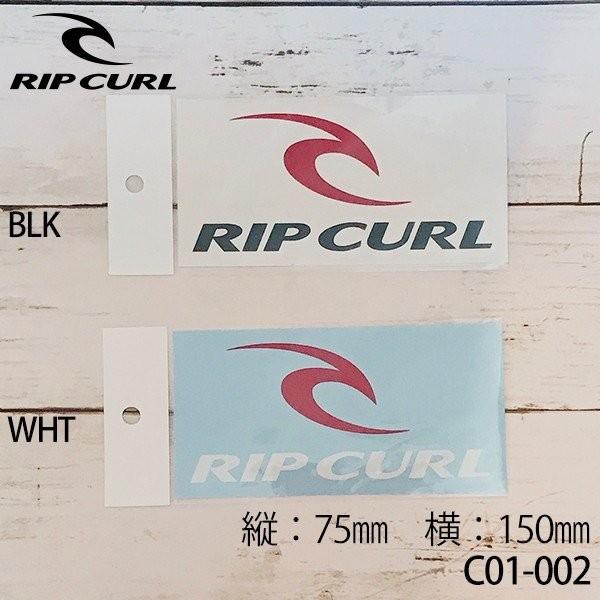 RIP CURL
BLK
RIP CURL
WHT
RIP CURL
縦：75㎜　横：150㎜
C01-002